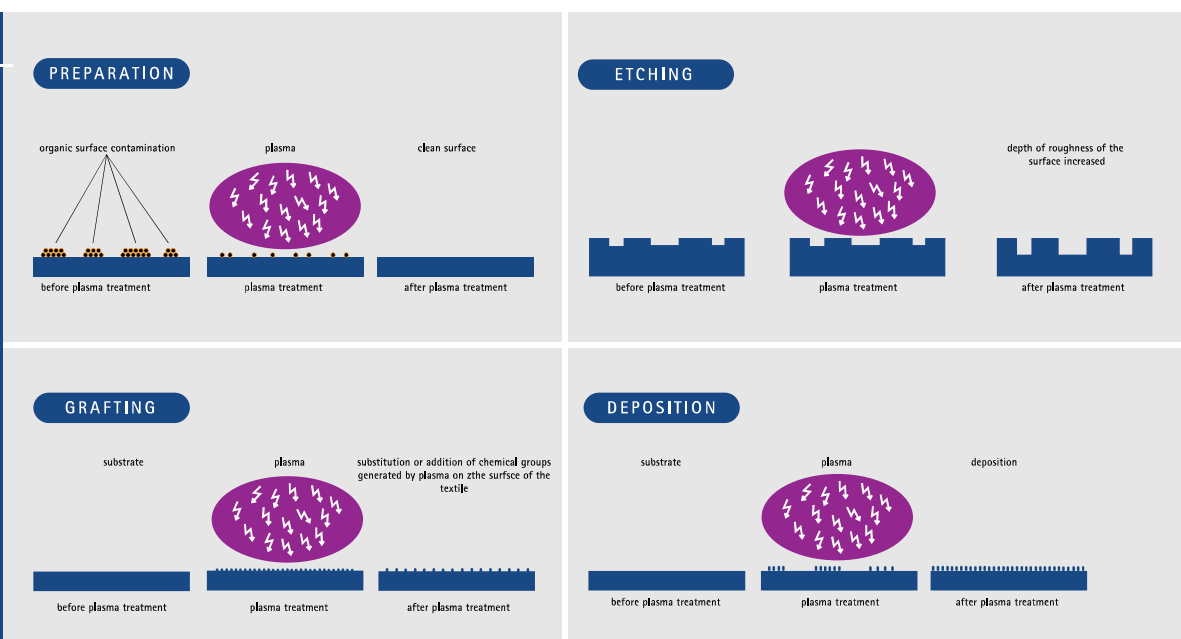 PREPARATION
organic surface contamination
plasma
clean surface
before plasma treatment
plasma treatment
after plasma treatment
ETCHING
depth of roughness of the
surface increased
before plasma treatment
plasma treatment
after plasma treatment
GRAFTING
substrate
plasma
substitution or addition of chemical groups
generated by plasma on zthe surfsce of the
textile
before plasma treatment
plasma treatment
after plasma treatment
DEPOSITION
substrate
plasma
deposition
before plasma treatment
plasma treatment
after plasma treatment